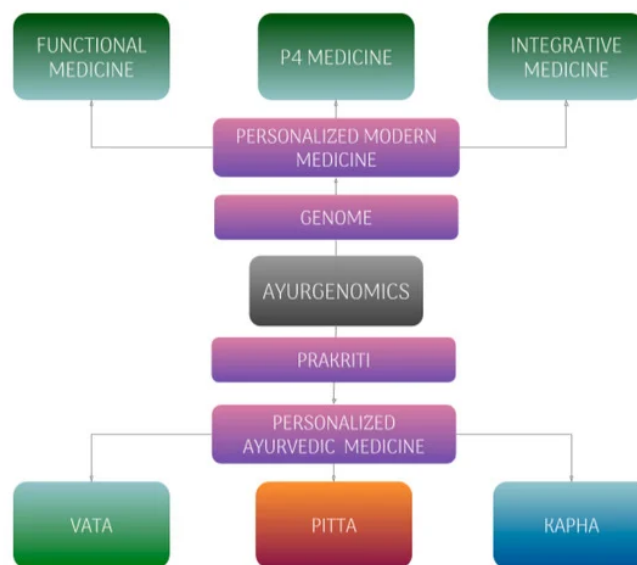 FUNCTIONAL
MEDICINE
P4 MEDICINE
INTEGRATIVE
MEDICINE
PERSONALIZED MODERN
MEDICINE
GENOME
AYURGENOMICS
PRAKRITI
PERSONALIZED
AYURVEDIC MEDICINE
VATA
PITTA
KAPHA